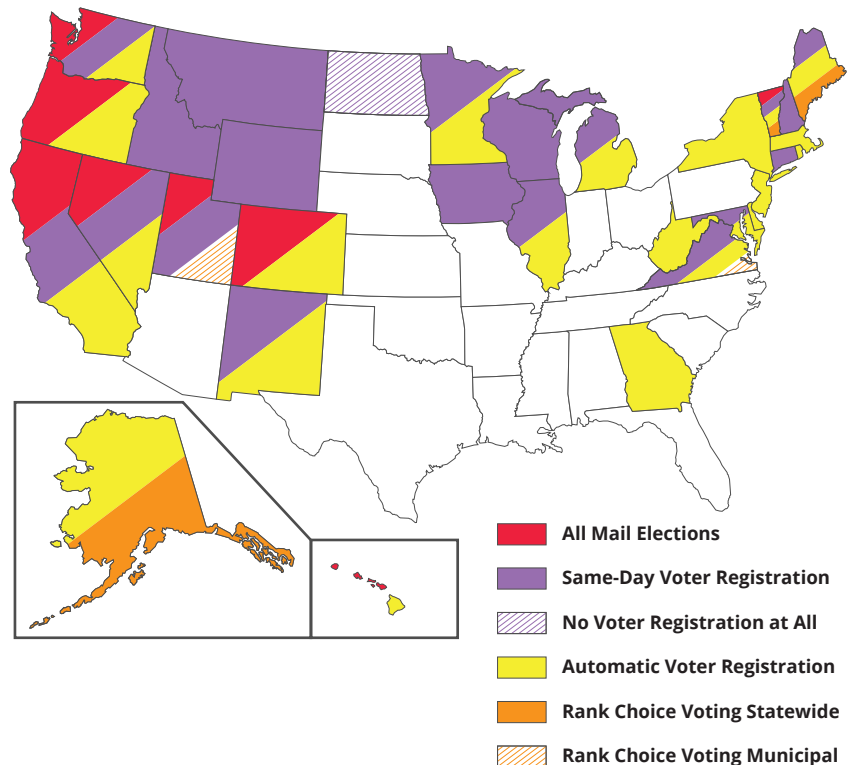 All Mail Elections
Same-Day Voter Registration
No Voter Registration at All
Automatic Voter Registration
Rank Choice Voting Statewide
Rank Choice Voting Municipal